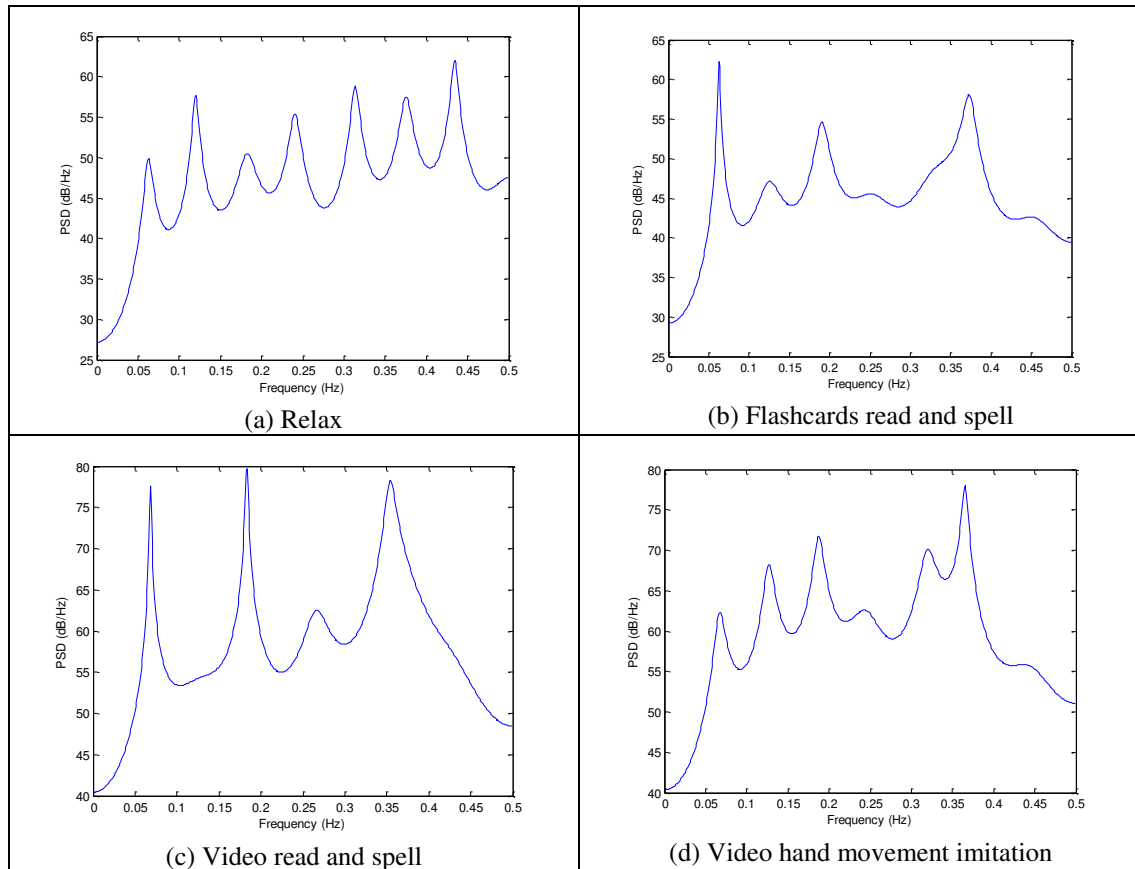 65
60
55
50
45
40
35
30
25
PSD (dB/Hz)
0 0.05 0.1 0.15 0.2 0.25 0.3 0.35 0.4 0.45 0.5
Frequency (Hz)
(a) Relax
65
60
55
50
45
40
35
30
25
PSD (dB/Hz)
0 0.05 0.1 0.15 0.2 0.25 0.3 0.35 0.4 0.45 0.5
Frequency (Hz)
(b) Flashcards read and spell
80
75
70
65
60
55
50
45
40
PSD (dB/Hz)
0 0.05 0.1 0.15 0.2 0.25 0.3 0.35 0.4 0.45 0.5
Frequency (Hz)
(c) Video read and spell
80
75
70
65
60
55
50
45
40
PSD (dB/Hz)
0 0.05 0.1 0.15 0.2 0.25 0.3 0.35 0.4 0.45 0.5
Frequency (Hz)
(d) Video hand movement imitation